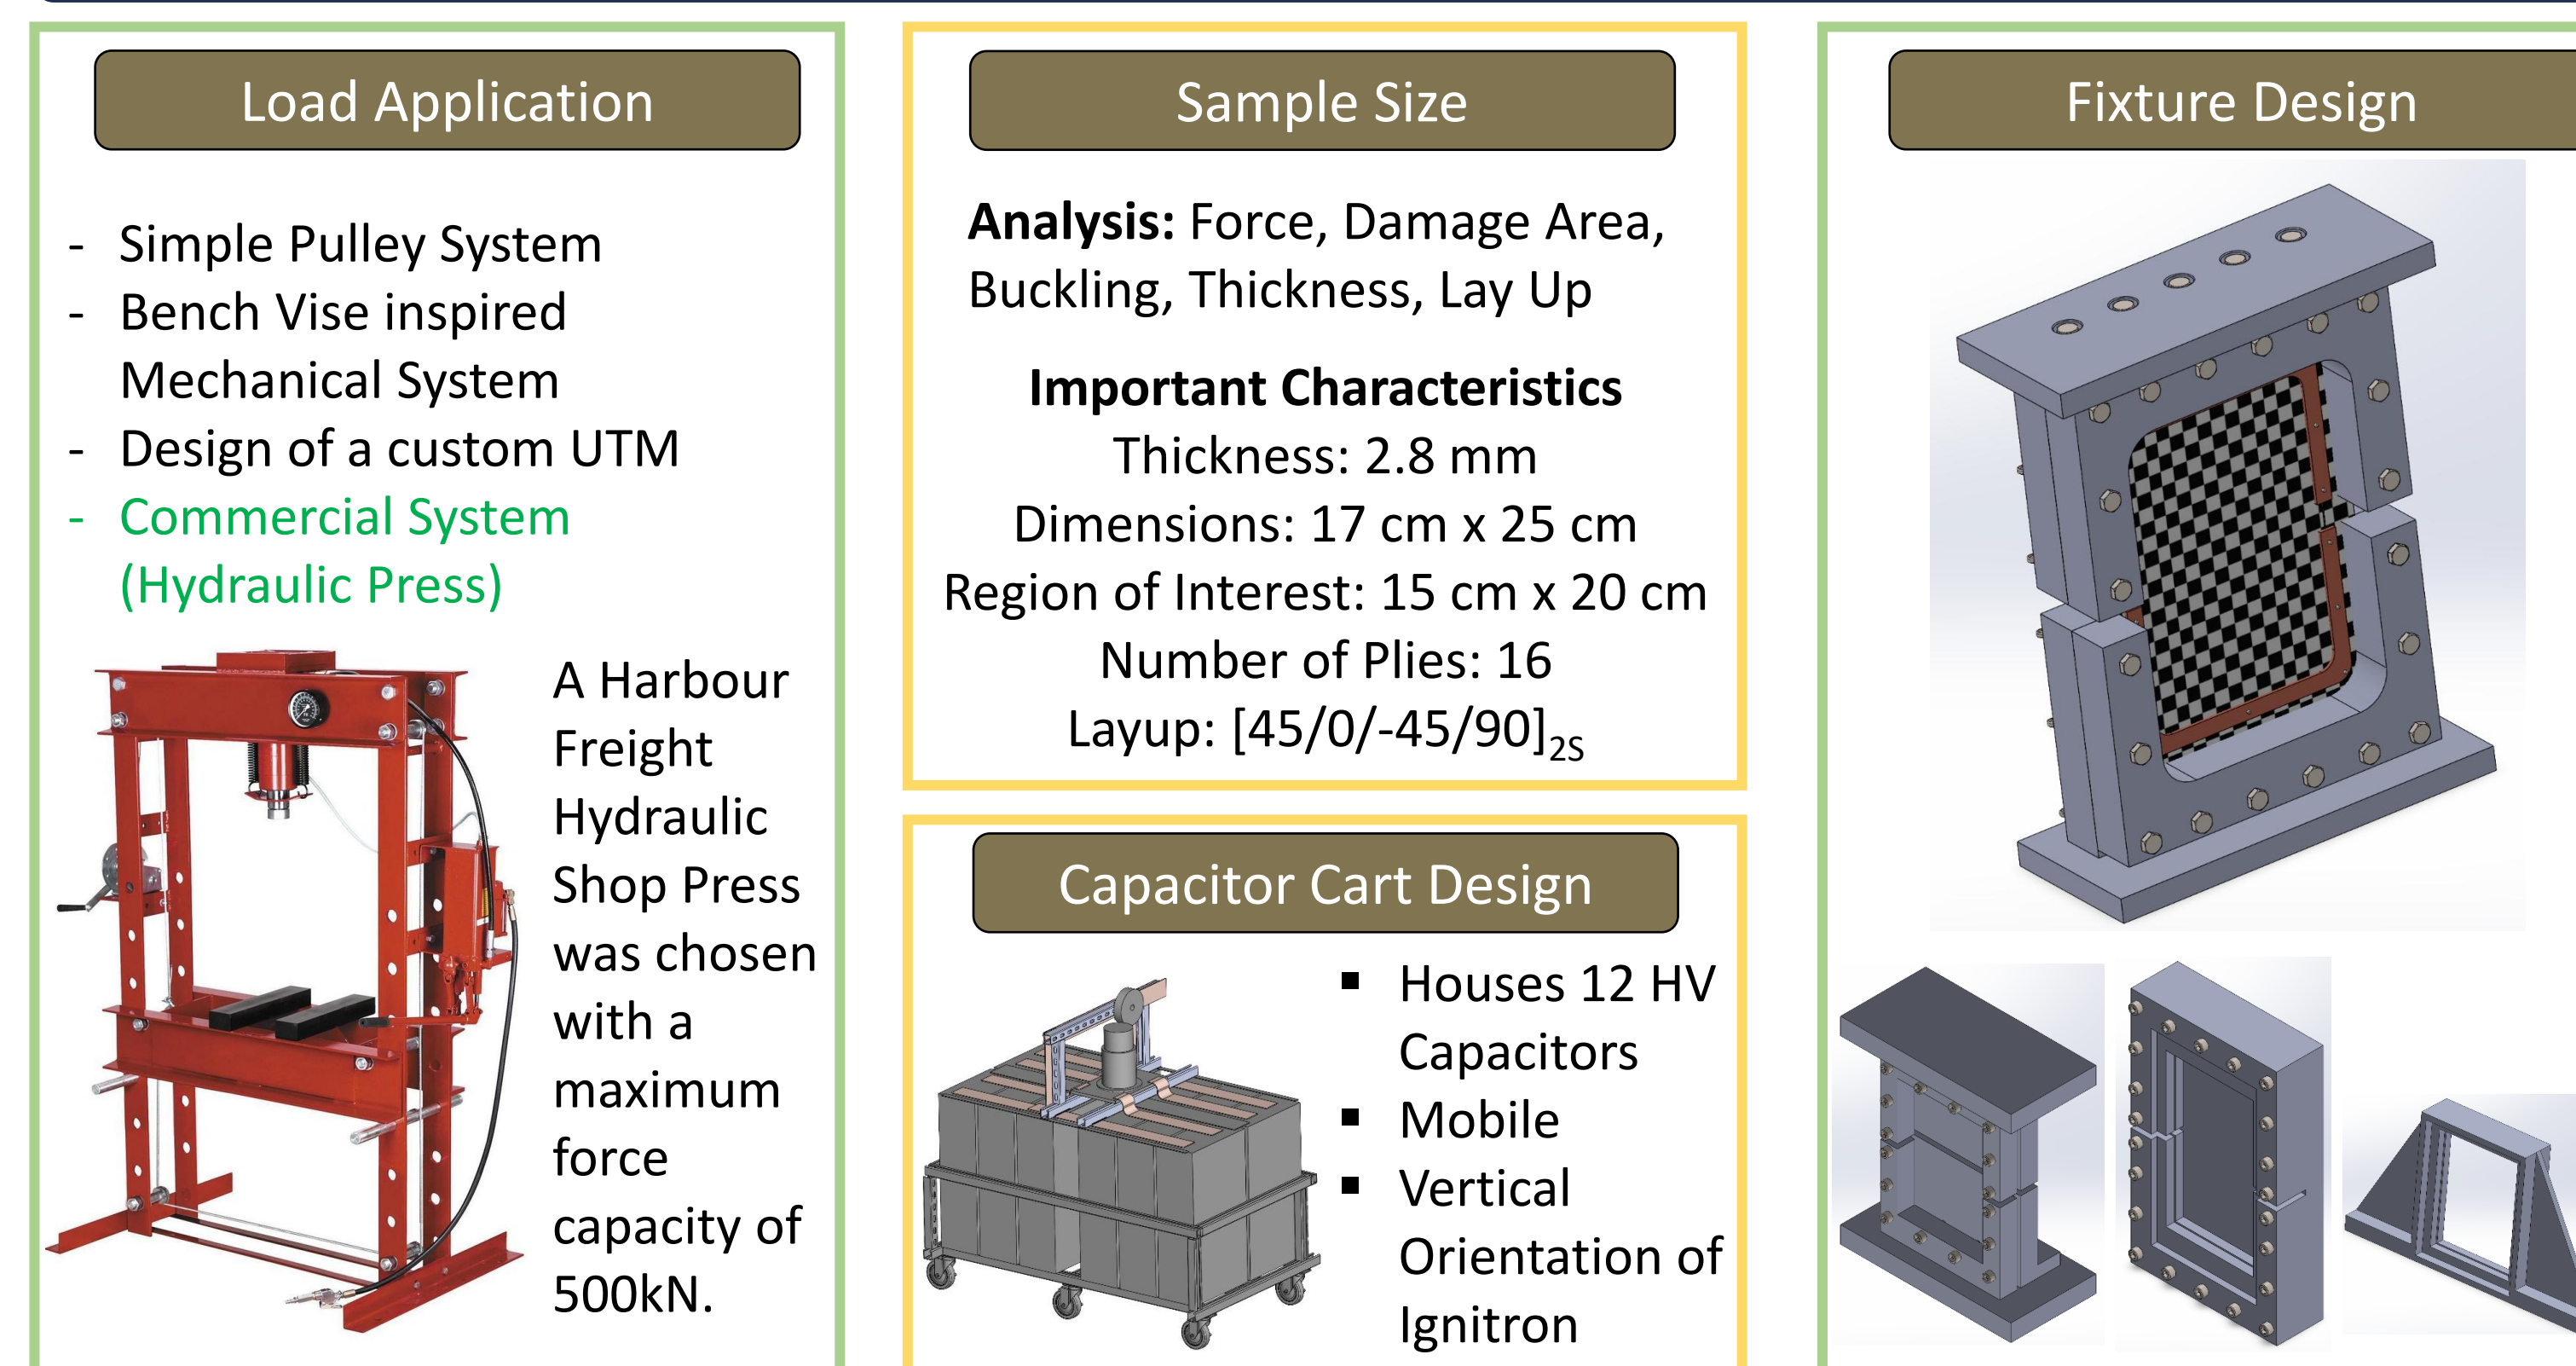 Load Application
- Simple Pulley System
- Bench Vise inspired
Mechanical System
- Design of a custom UTM
- Commercial System
(Hydraulic Press)
A Harbour
Freight
Hydraulic
Shop Press
was chosen
with a
maximum
force
capacity of
500kN.
Sample Size
Analysis: Force, Damage Area,
Buckling, Thickness, Lay Up
Important Characteristics
Thickness: 2.8 mm
Dimensions: 17 cm x 25 cm
Region of Interest: 15 cm x 20 cm
Number of Plies: 16
Layup: [45/0/-45/90]2S
Capacitor Cart Design
▪ Houses 12 HV
Capacitors
▪ Mobile
▪ Vertical
Orientation of
Ignitron
Fixture Design